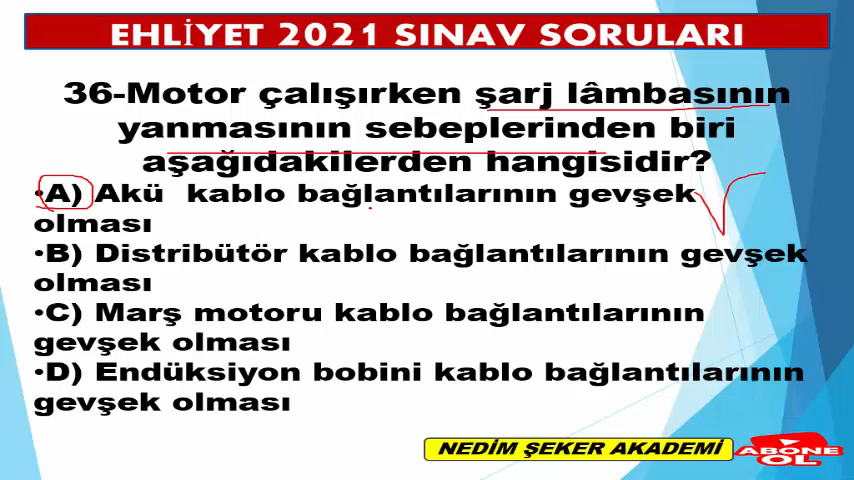 EHLİYET 2021 SINAV SORULARI
36-Motor çalışırken şarj lâmbasının
yanmasının sebeplerinden biri
aşağıdakilerden hangisidir?
•A) Akü kablo bağlantılarının gevşek
olması
•B) Distribütör kablo bağlantılarının gevşek
olması
•C) Marş motoru kablo bağlantılarının
gevşek olması
•D) Endüksiyon bobini kablo bağlantılarının
gevşek olması
NEDİM ŞEKER AKADEMİ
ABONE
OL